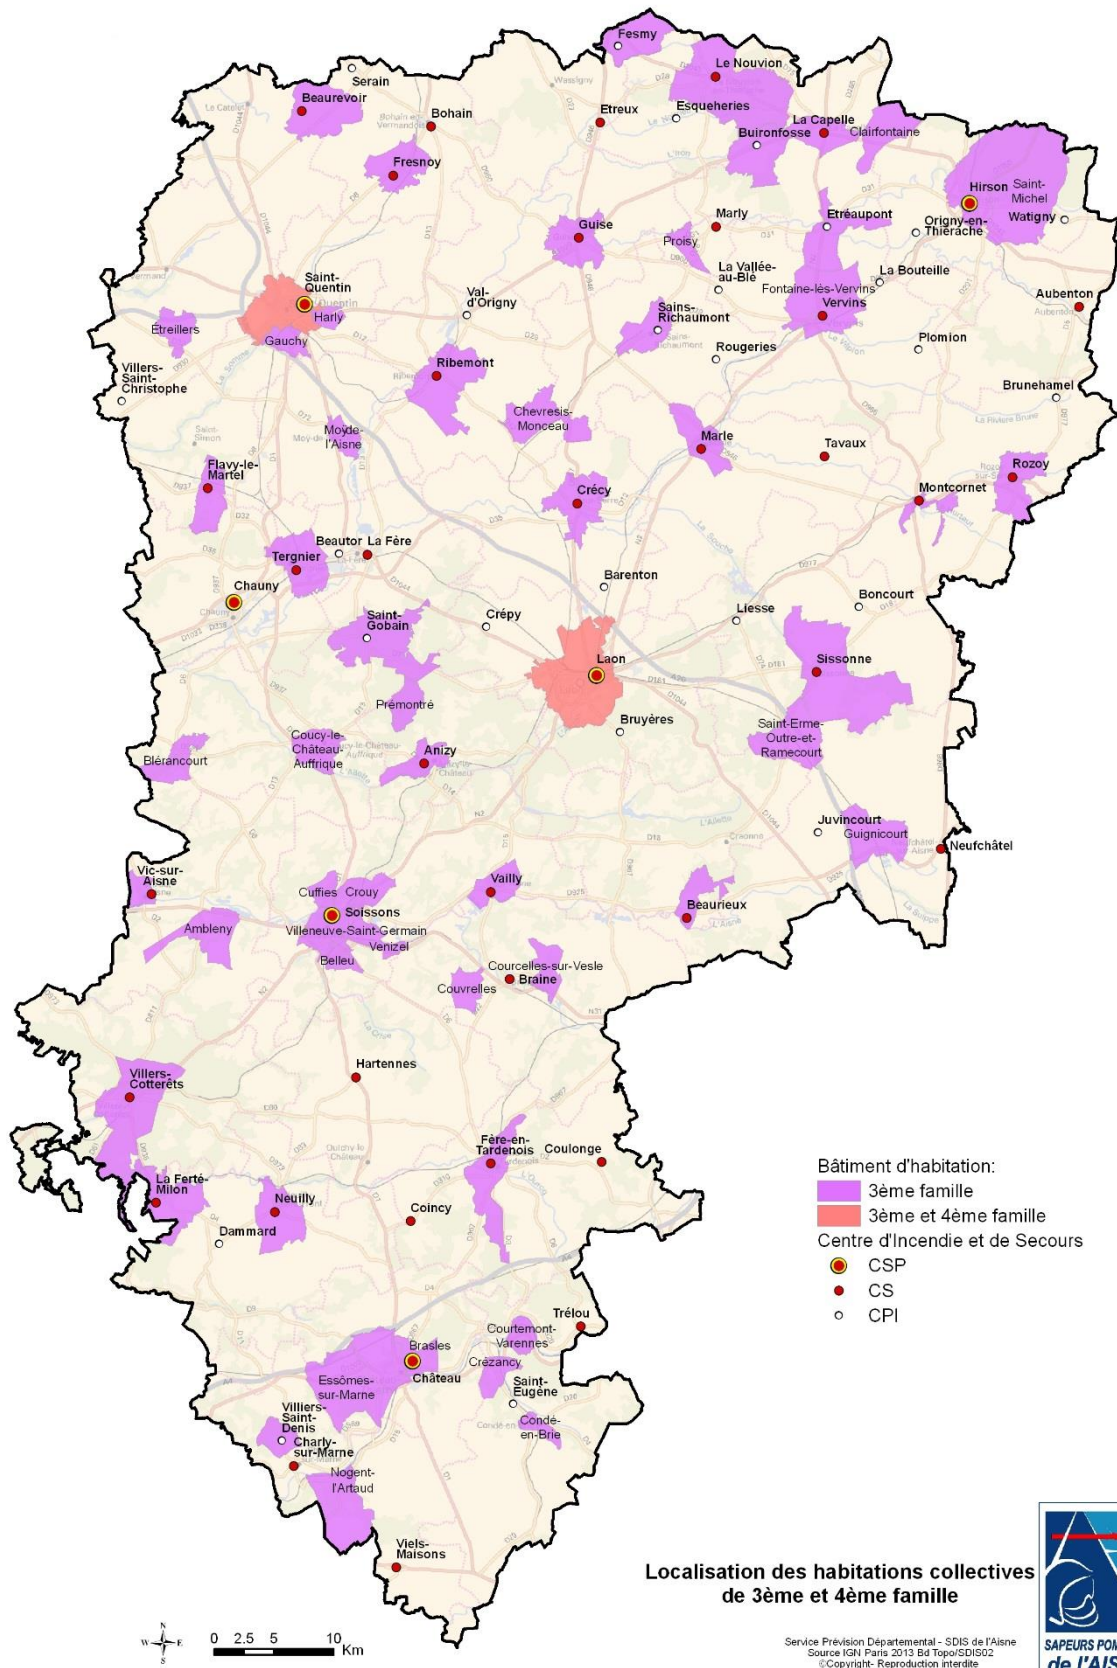 Fesmy
Le Nouvion
Serain
Beaurevoir
Bohain
Etreux
Esqueheries
La Capelle
Clairfontaine
Buironfosse
Fresnoy
Hirson
Saint-
Michel
Watigny
Guise
Marly
Proisy
Etréaupont
Origny-en-
Thiérache
La Vallée-
au-Blé
La Bouteille
Saint-
Quentin
Harly
Gauchy
Val-
d'Origny
Fontaine-lès-Vervins
Vervins
Aubenton
Étreillers
Sains-
Richaumont
Rougeries
Plomion
Villers-
Saint-
Christophe
Ribemont
Brunehamel
Chevresis-
Monceau
Moÿ-de-
l'Aisne
Marle
Tavaux
Rozoy
Flavy-le-
Martel
Crécy
Montcornet
Tergnier
Beautor
La Fère
Chauny
Barenton
Saint-
Gobain
Crépy
Liesse
Boncourt
Laon
Sissonne
Prémontré
Bruyères
Saint-Erme-
Outre-et-
Ramecourt
Coucy-le-
Château-
Auffrique
Anizy
Blérancourt
Juvincourt
Guignicourt
Neufchâtel
Vic-sur-
Aisne
Cuffies
Crouy
Vailly
Soissons
Beaurieux
Ambleny
Villeneuve-Saint-Germain
Venizel
Belleu
Courcelles-sur-Vesle
Braine
Couvrelles
Hartennes
Villers-
Cotterêts
Fère-en-
Tardenois
Coulonge
La Ferté-
Milon
Neuilly
Coincy
Dammard
Bâtiment d'habitation:
3ème famille
3ème et 4ème famille
Centre d'Incendie et de Secours
CSP
CS
CPI
Trélou
Courtemont-
Varennes
Brasles
Château
Crézancy
Essômes-
sur-Marne
Saint-
Eugène
Villiers-
Saint-
Denis
Charly-
sur-Marne
Condé-
en-Brie
Nogent-
l'Artaud
Viels-
Maisons
Localisation des habitations collectives
de 3ème et 4ème famille
N
W E
S
0 2.5 5 10
Km
Service Prévision Départemental - SDIS de l'Aisne
Source IGN Paris 2013 Bd Topo/SDIS02
©Copyright- Reproduction interdite
SAPEURS POM
de l'AIS